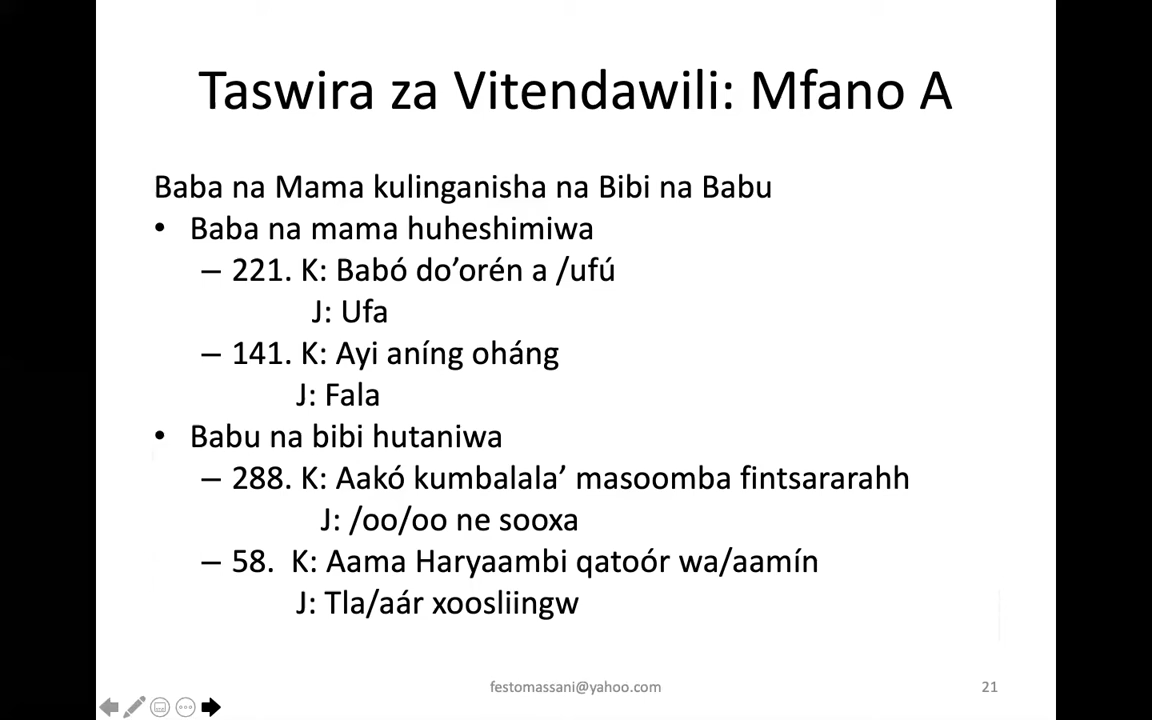 Taswira za Vitendawili: Mfano A
Baba na Mama kulinganisha na Bibi na Babu
• Baba na mama huheshimiwa
– 221. K: Babó do’orén a /ufú
J: Ufa
– 141. K: Ayi aníng oháng
J: Fala
• Babu na bibi hutaniwa
– 288. K: Aakó kumbalala’ masoomba fintsararahh
J: /oo/oo ne sooxa
– 58. K: Aama Haryaambi qatoór wa/aamín
J: Tla/aár xoosliingw
festomassani@yahoo.com
21